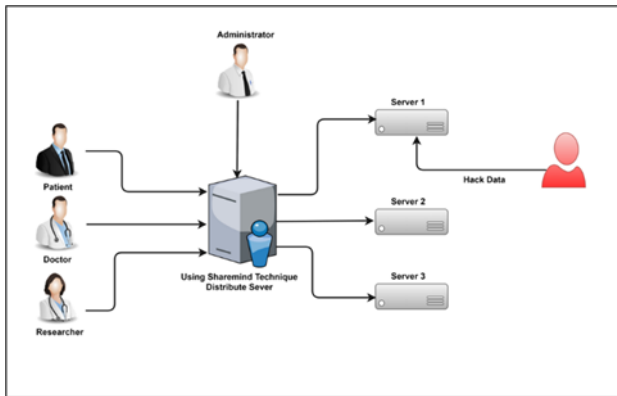 Administrator
Server 1
Patient
Hack Data
Server 2
Doctor
Using Sharemind Technique
Distribute Sever
Server 3
Researcher